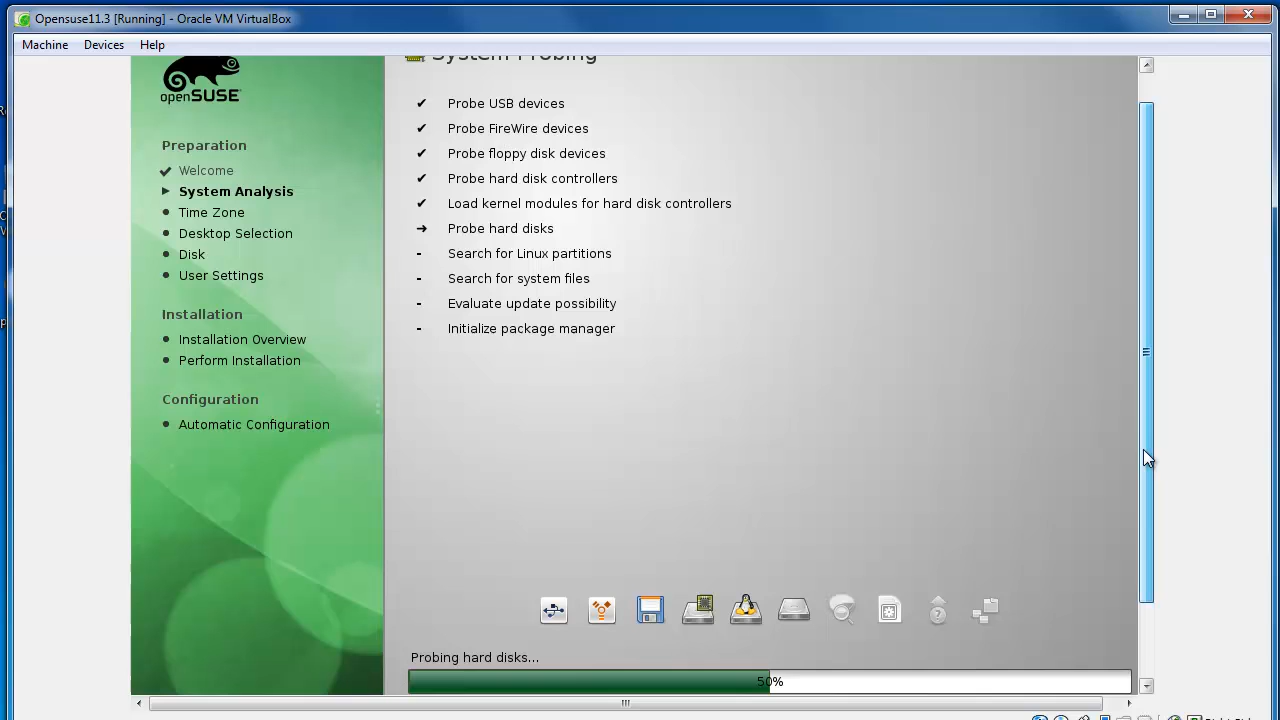 Opensuse11.3 [Running] - Oracle VM VirtualBox
Machine Devices Help
System Probing
openSUSE
Preparation
Welcome
System Analysis
Time Zone
Desktop Selection
Disk
User Settings
Installation
Installation Overview
Perform Installation
Configuration
Automatic Configuration
✔ Probe USB devices
✔ Probe FireWire devices
✔ Probe floppy disk devices
✔ Probe hard disk controllers
✔ Load kernel modules for hard disk controllers
➜ Probe hard disks
- Search for Linux partitions
- Search for system files
- Evaluate update possibility
- Initialize package manager
Probing hard disks...
50%